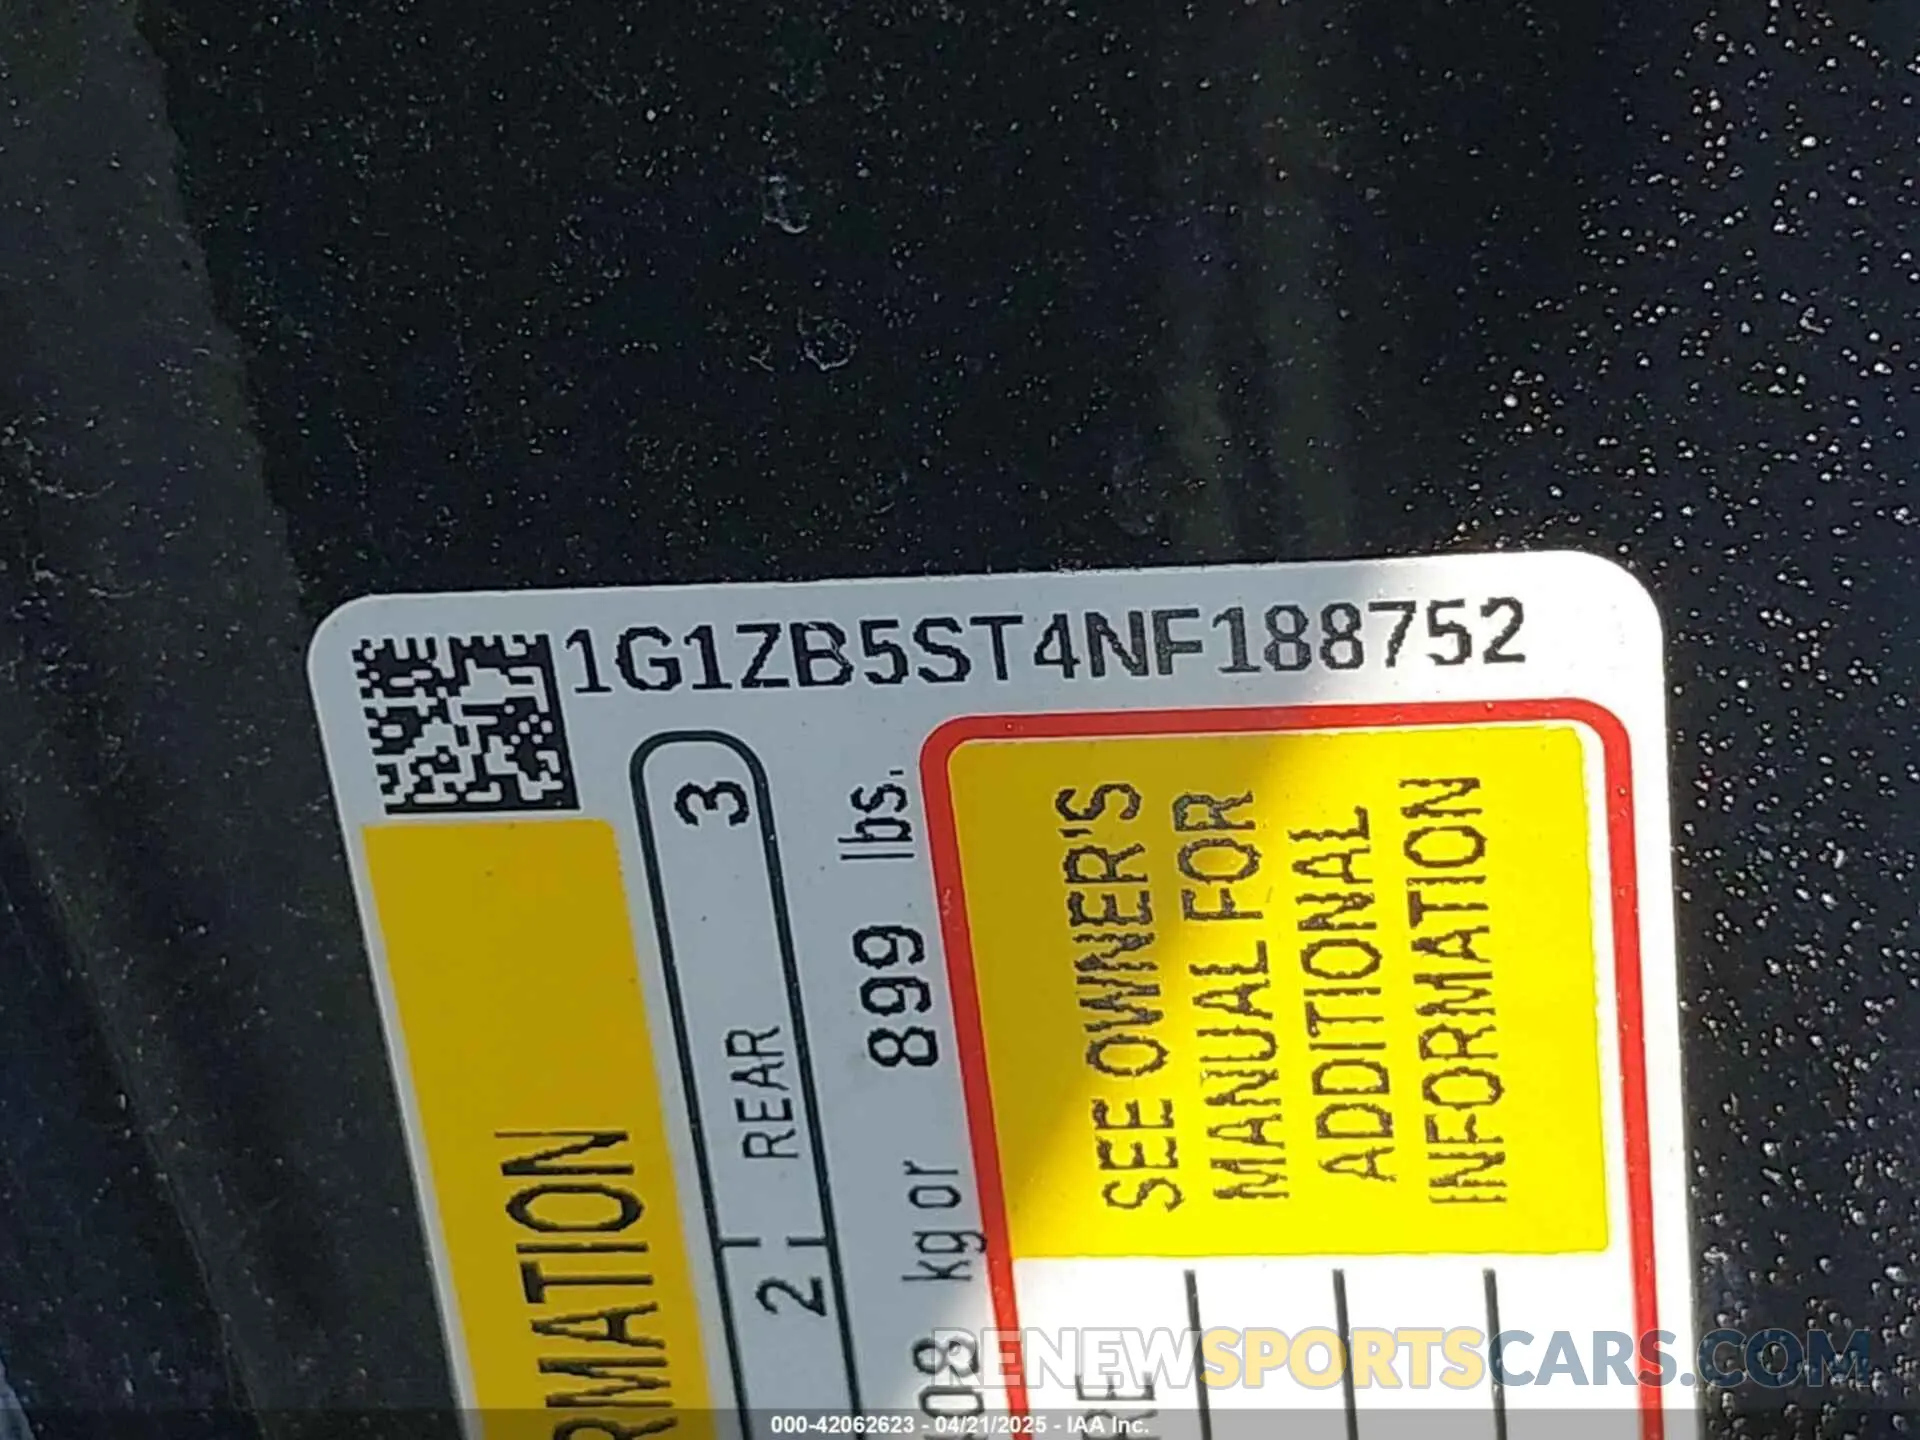 1G1ZB5ST4NF188752
RMATION
2 REAR 3
408 kg or 899 lbs.
SEE OWNER'S
MANUAL FOR
ADDITIONAL
INFORMATION
RENEWSPORTSCARS.COM
000-42062623 - 04/21/2025 - IAA Inc.